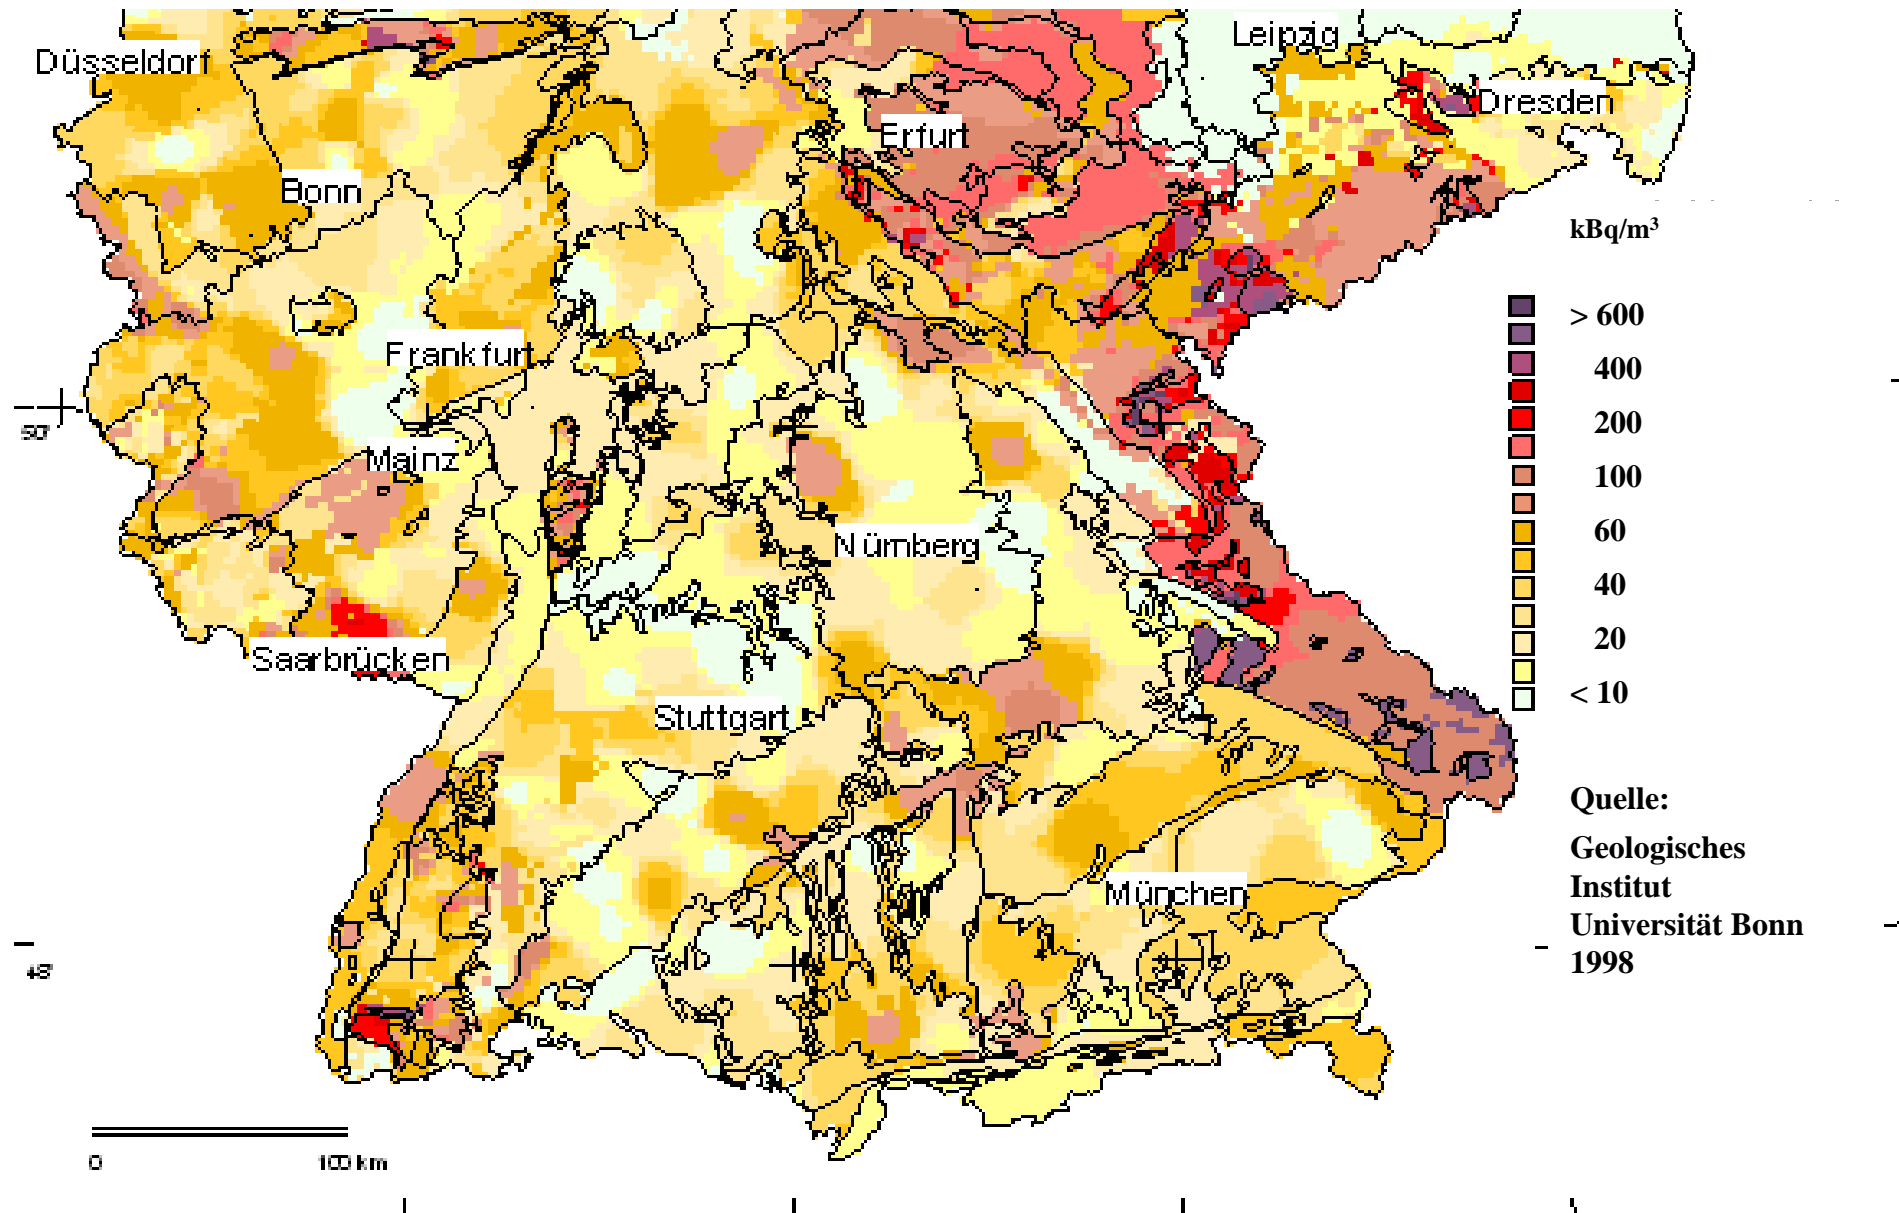 Leipzig
Düsseldorf
Dresden
Erfurt
Bonn
kBq/m³
> 600
Frankfurt
400
200
50°
Mainz
100
60
Nürnberg
40
20
Saarbrücken
< 10
Stuttgart
Quelle:
Geologisches
Institut
München
Universität Bonn
1998
48°
0 100 km